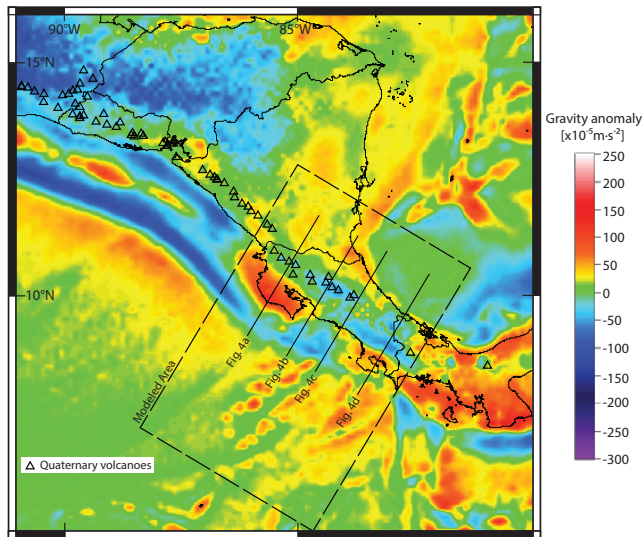 90°W
85°W
15°N
10°N
Gravity anomaly
[x10⁻⁵m·s⁻²]
250
200
150
100
50
0
-50
-100
-150
-200
-250
-300
Modeled Area
Fig. 4a
Fig. 4b
Fig. 4c
Fig. 4d
Quaternary volcanoes